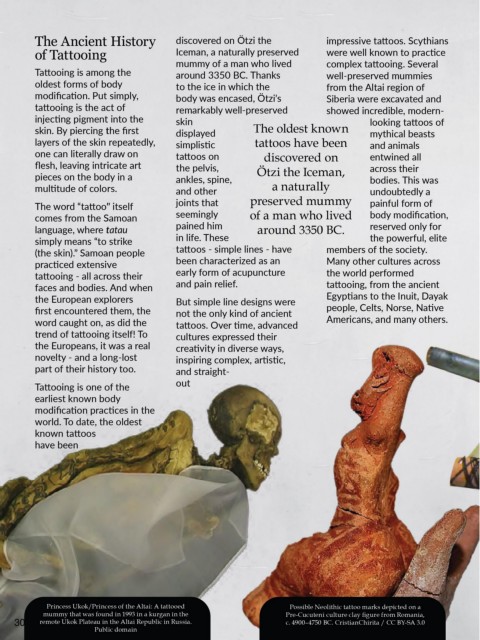 The Ancient History
of Tattooing
Tattooing is among the
oldest forms of body
modification. Put simply,
tattooing is the act of
injecting pigment into the
skin. By piercing the first
layers of the skin repeatedly,
one can literally draw on
flesh, leaving intricate art
pieces on the body in a
multitude of colors.
The word "tattoo" itself
comes from the Samoan
language, where tatau
simply means "to strike
(the skin)." Samoan people
practiced extensive
tattooing - all across their
faces and bodies. And when
the European explorers
first encountered them, the
word caught on, as did the
trend of tattooing itself! To
the Europeans, it was a real
novelty - and a long-lost
part of their history too.
Tattooing is one of the
earliest known body
modification practices in the
world. To date, the oldest
known tattoos
have been
discovered on Ötzi the
Iceman, a naturally preserved
mummy of a man who lived
around 3350 BC. Thanks
to the ice in which the
body was encased, Ötzi's
remarkably well-preserved
skin
displayed
simplistic
tattoos on
the pelvis,
ankles, spine,
and other
joints that
seemingly
pained him
in life. These
tattoos - simple lines - have
been characterized as an
early form of acupuncture
and pain relief.
But simple line designs were
not the only kind of ancient
tattoos. Over time, advanced
cultures expressed their
creativity in diverse ways,
inspiring complex, artistic,
and straight-
out
The oldest known
tattoos have been
discovered on
Ötzi the Iceman,
a naturally
preserved mummy
of a man who lived
around 3350 BC.
impressive tattoos. Scythians
were well known to practice
complex tattooing. Several
well-preserved mummies
from the Altai region of
Siberia were excavated and
showed incredible, modern-
looking tattoos of
mythical beasts
and animals
entwined all
across their
bodies. This was
undoubtedly a
painful form of
body modification,
reserved only for
the powerful, elite
members of the society.
Many other cultures across
the world performed
tattooing, from the ancient
Egyptians to the Inuit, Dayak
people, Celts, Norse, Native
Americans, and many others.
Princess Ukok/Princess of the Altai: A tattooed
mummy that was found in 1993 in a kurgan in the
remote Ukok Plateau in the Altai Republic in Russia.
Public domain
Possible Neolithic tattoo marks depicted on a
Pre-Cucuteni culture clay figure from Romania,
c. 4900–4750 BC. CristianChirita / CC BY-SA 3.0
30